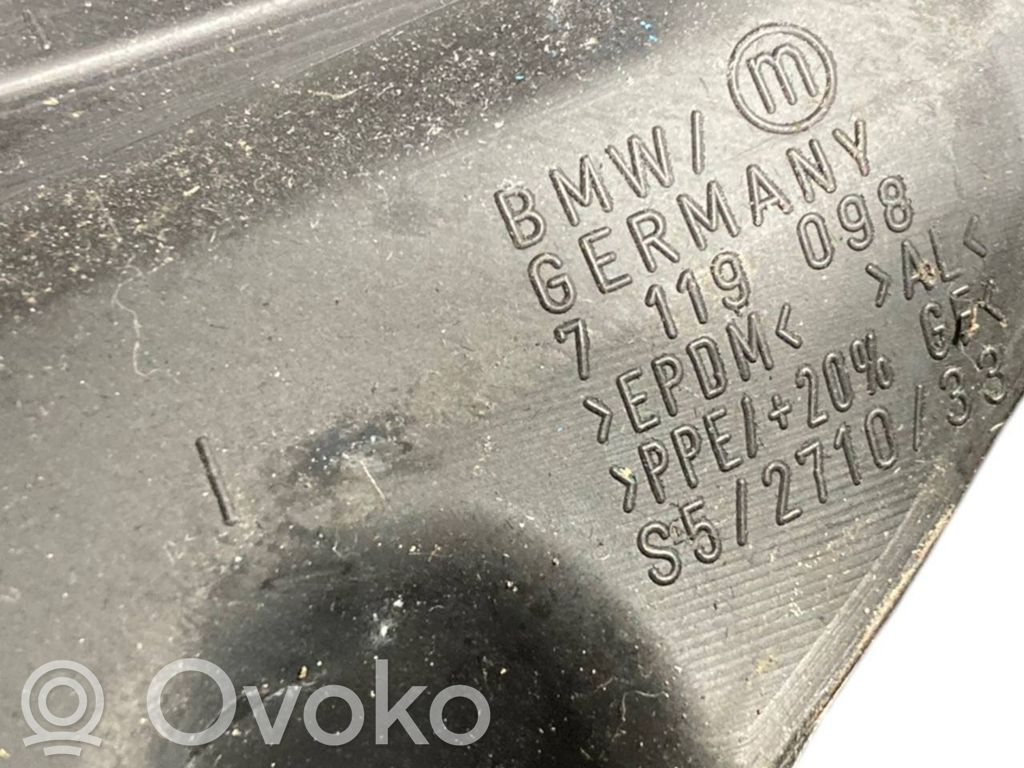 m
BMW/
GERMANY
7 119 098
>EPDM< >AL<
>PPE/+20% GF<
S5/2710/33
Ovoko